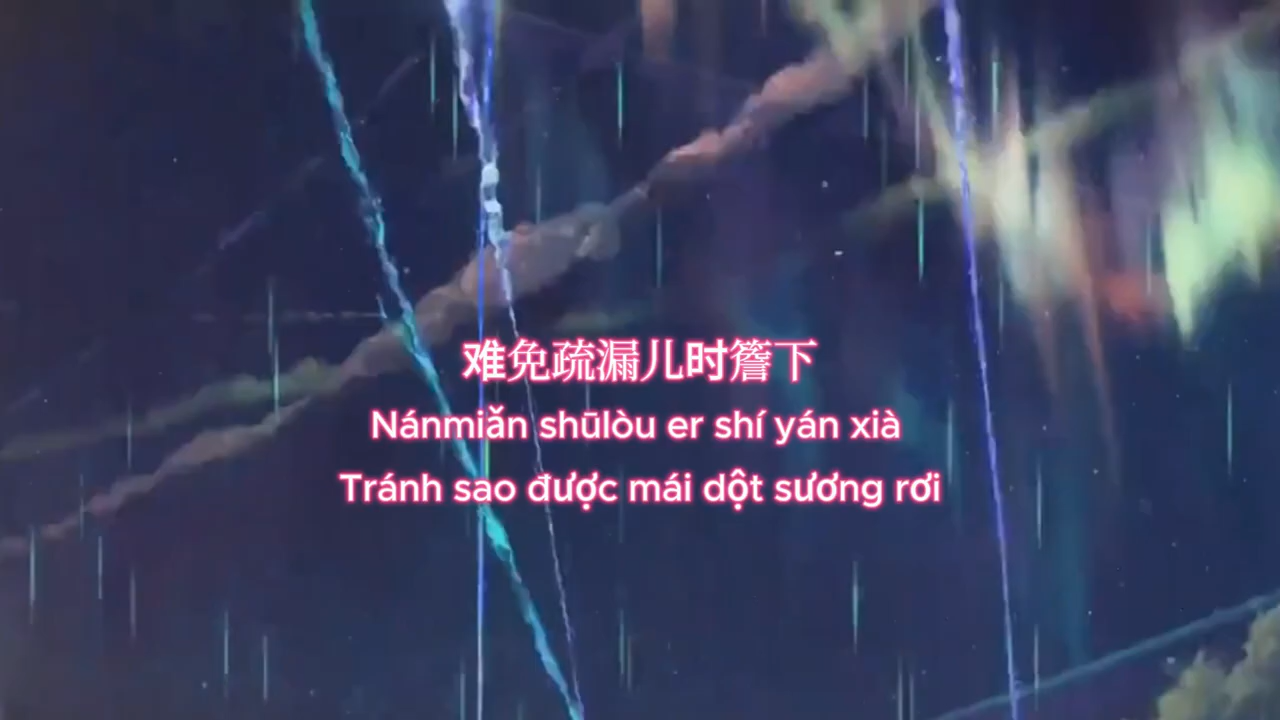 难免疏漏儿时簷下
Nánmiǎn shūlòu er shí yán xià
Tránh sao được mái dột sương rơi